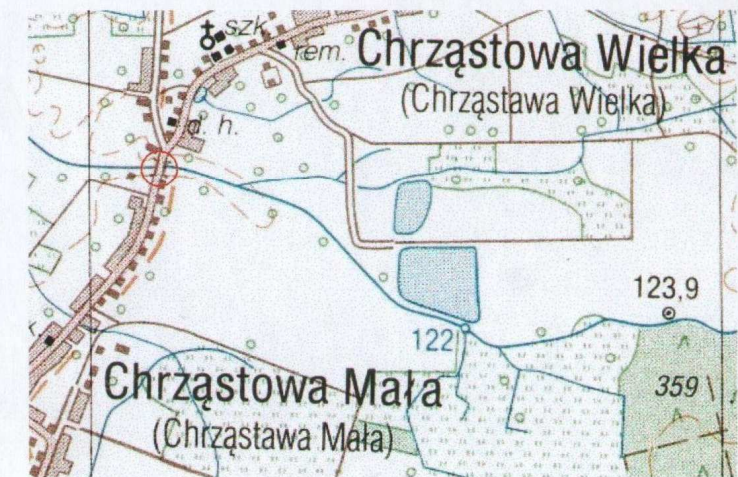 szk.
rem.
Chrząstowa Wielka
(Chrząstawa Wielka)
d. h.
123,9
122
k.
Chrząstowa Mała
(Chrząstawa Mała)
359